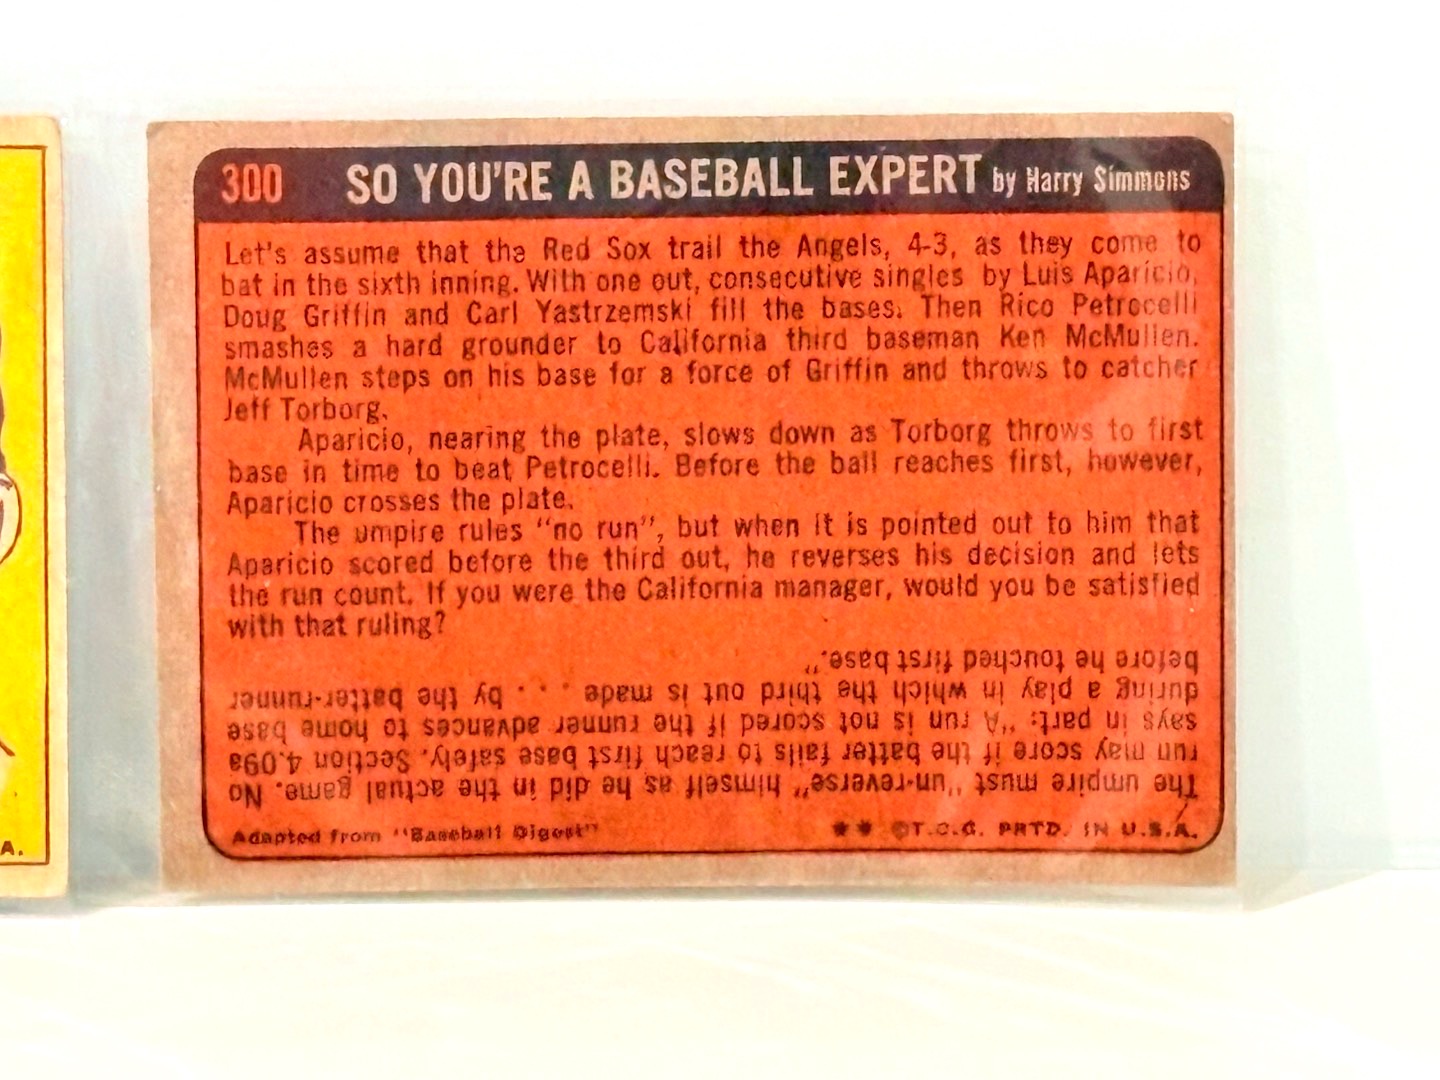 300 SO YOU'RE A BASEBALL EXPERT by Harry Simmons
Let's assume that the Red Sox trail the Angels, 4-3, as they come to
bat in the sixth inning. With one out, consecutive singles by Luis Aparicio,
Doug Griffin and Carl Yastrzemski fill the bases. Then Rico Petrocelli
smashes a hard grounder to California third baseman Ken McMullen.
McMullen steps on his base for a force of Griffin and throws to catcher
Jeff Torborg.
Aparicio, nearing the plate, slows down as Torborg throws to first
base in time to beat Petrocelli. Before the ball reaches first, however,
Aparicio crosses the plate.
The umpire rules "no run", but when it is pointed out to him that
Aparicio scored before the third out, he reverses his decision and lets
the run count. If you were the California manager, would you be satisfied
with that ruling?
The umpire must "un-reverse" himself as he did in the actual game. No
run may score if the batter fails to reach first base safely. Section 4.09a
says in part: "A run is not scored if the runner advances to home base
during a play in which the third out is made . . . by the batter-runner
before he touched first base."
Adapted from "Baseball Digest" ★★ ©T.C.G. PRTD. IN U.S.A.
A.